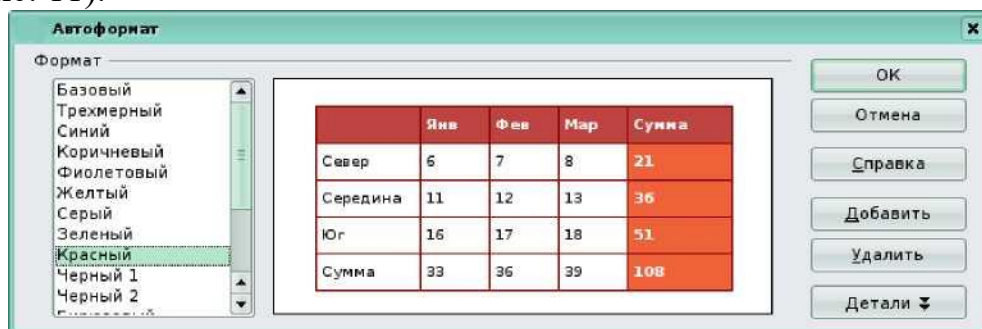 Автоформат
Формат
Базовый
Трехмерный
Синий
Коричневый
Фиолетовый
Желтый
Серый
Зеленый
Красный
Черный 1
Черный 2
Янв Фев Мар Сумма
Север 6 7 8 21
Середина 11 12 13 36
Юг 16 17 18 51
Сумма 33 36 39 108
OK
Отмена
Справка
Добавить
Удалить
Детали